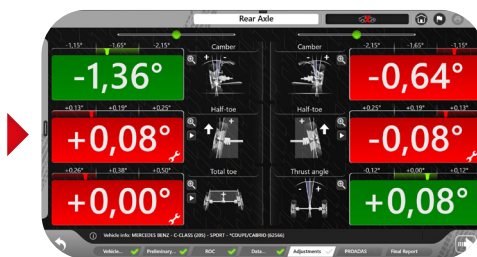 Rear Axle
-1,15° -1,65° -2,15° Camber Camber -2,15° -1,65° -1,15°
-1,36° -0,64°
+0,13° +0,19° +0,25° Half-toe Half-toe +0,25° +0,19° +0,13°
+0,08° -0,08°
+0,26° +0,38° +0,50° Total toe Thrust angle -0,12° +0,00° +0,12°
+0,00° +0,08°
Vehicle info: MERCEDES BENZ - C-CLASS (205) - SPORT - *COUPE/CABRIO (62566)
Vehicle... Preliminary... ROC Data... Adjustments PROADAS Final Report